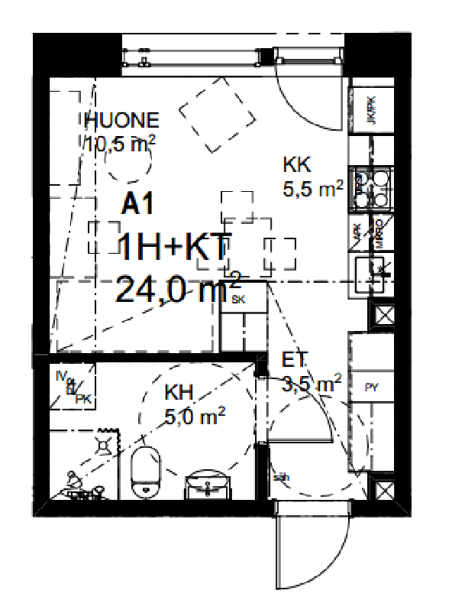 JK/PK
HUONE
10,5 m²
KK
5,5 m²
A1
APK
MIKRO
1H+KT
24,0 m²
SK
ET
3,5 m²
PY
IV
PK
KH
5,0 m²
säh